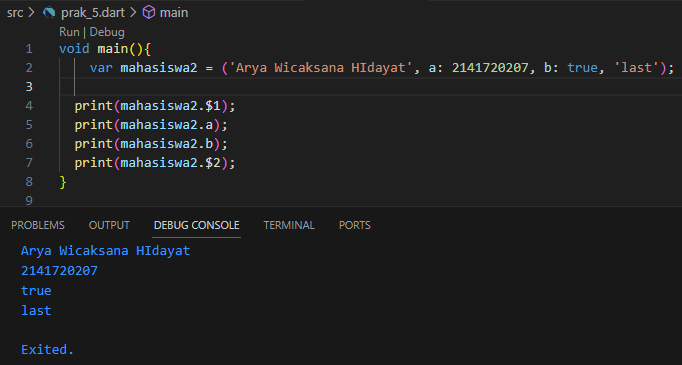 src > prak_5.dart > main
Run | Debug
1 void main(){
2 var mahasiswa2 = ('Arya Wicaksana HIdayat', a: 2141720207, b: true, 'last');
3
4 print(mahasiswa2.$1);
5 print(mahasiswa2.a);
6 print(mahasiswa2.b);
7 print(mahasiswa2.$2);
8 }
9
PROBLEMS OUTPUT DEBUG CONSOLE TERMINAL PORTS
Arya Wicaksana HIdayat
2141720207
true
last
Exited.